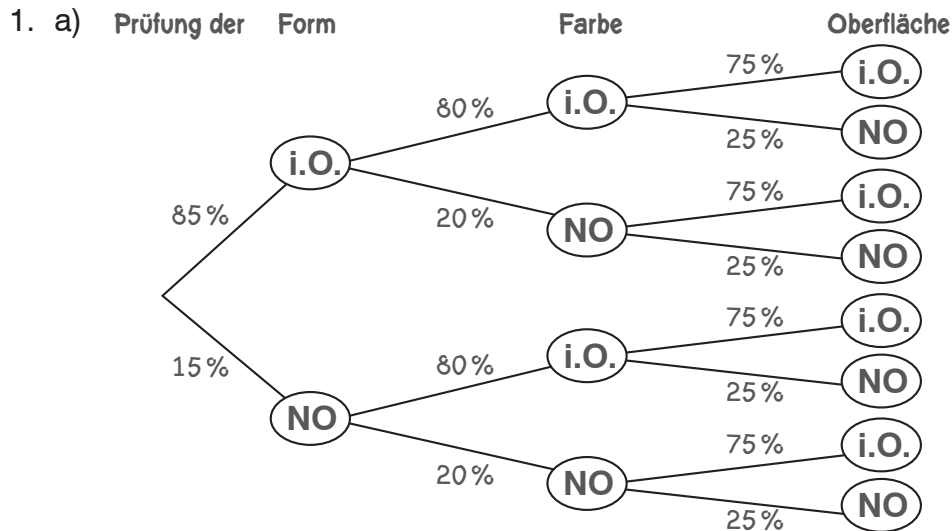 1. a) Prüfung der Form Farbe Oberfläche
75 % i.O.
80 % i.O.
25 % NO
i.O.
75 % i.O.
85 % 20 % NO
25 % NO
75 % i.O.
15 % 80 % i.O.
25 % NO
NO
75 % i.O.
20 % NO
25 % NO